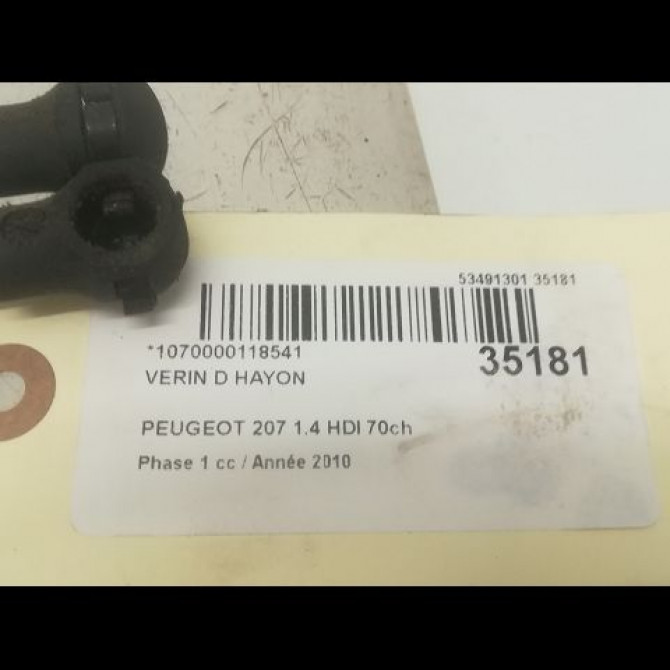 53491301 35181
*1070000118541
35181
VERIN D HAYON
PEUGEOT 207 1.4 HDI 70ch
Phase 1 cc / Année 2010